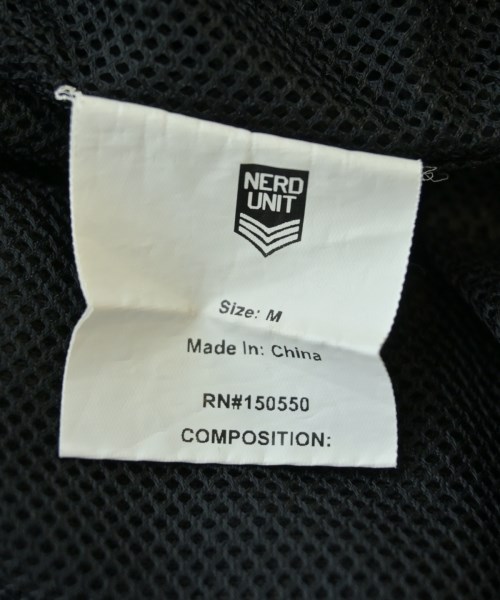 NERD
UNIT
Size: M
Made In: China
RN#150550
COMPOSITION: